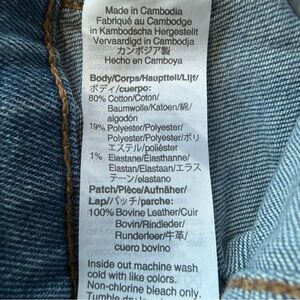 Made in Cambodia
Fabriqué au Cambodge
in Kambodscha Hergestellt
Vervaardigd in Cambodja
カンボジア製
Hecho en Camboya
Body/Corps/Hauptteil/Lijf/
ボディ/cuerpo:
80% Cotton/Coton/
Baumwolle/Katoen/綿/
algodón
19% Polyester/Polyester/
Polyester/Polyester/ポリ
エステル/poliéster
1% Elastane/Élasthanne/
Elastan/Elastaan/エラス
テーン/elastano
Patch/Pièce/Aufnäher/
Lap/パッチ/parche:
100% Bovine Leather/Cuir
Bovin/Rindleder/
Runderleer/牛革/
cuero bovino
Inside out machine wash
cold with like colors.
Non-chlorine bleach only.
Tumble dry